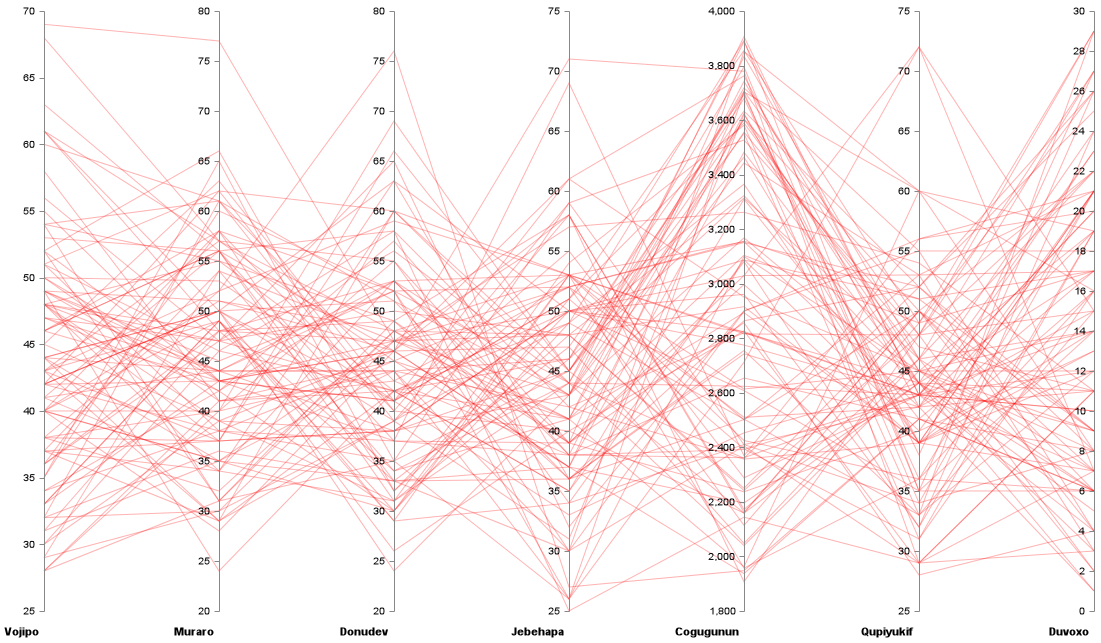 70 80 80 75 4,000 75 30
65 75 75 70 3,800 70 28
60 70 70 65 3,600 65 26
55 65 65 60 3,400 60 24
50 60 60 55 3,200 55 22
45 55 55 50 3,000 50 20
40 50 50 45 2,800 45 18
35 45 45 40 2,600 40 16
30 40 40 35 2,400 35 14
25 35 35 30 2,200 30 12
30 30 25 2,000 25 10
25 25 1,800 8
20 20 6
4
2
0
Vojipo Muraro Donudev Jebehapa Cogugunun Qupiyukif Duvoxo